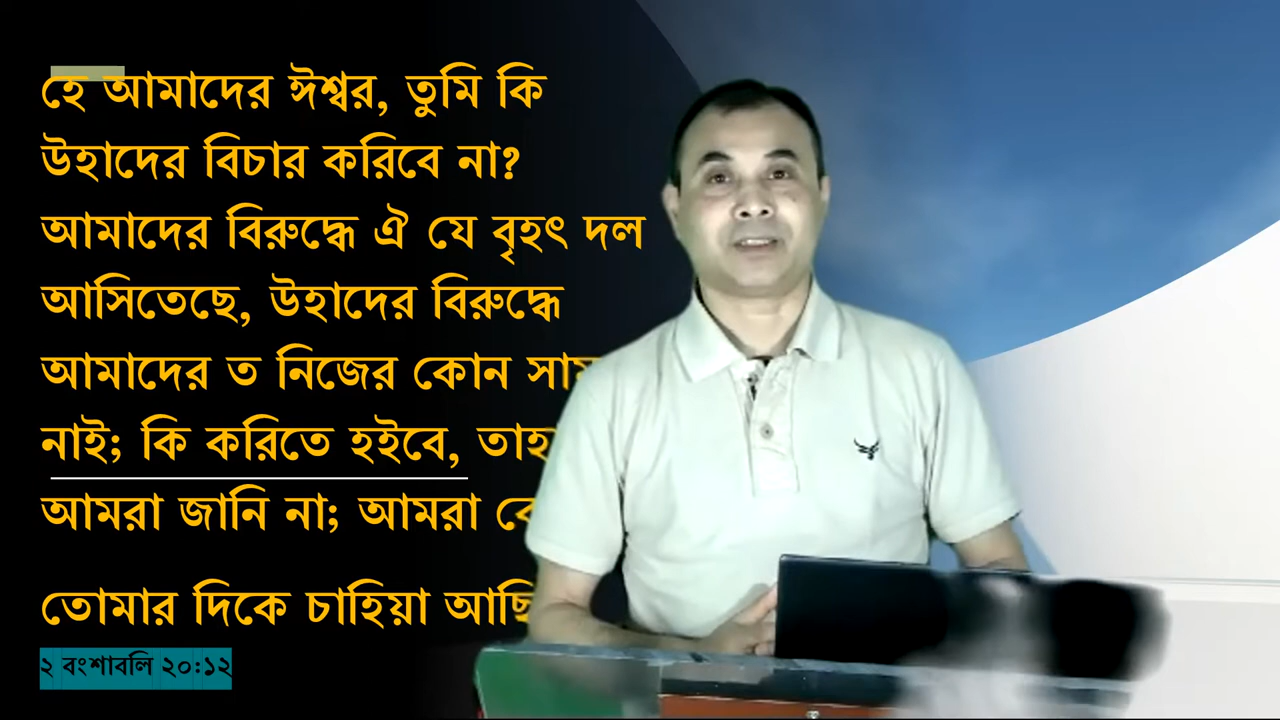 হে আমাদের ঈশ্বর, তুমি কি
উহাদের বিচার করিবে না?
আমাদের বিরুদ্ধে ঐ যে বৃহৎ দল
আসিতেছে, উহাদের বিরুদ্ধে
আমাদের ত নিজের কোন
নাই; কি করিতে হইবে,
আমরা জানি না; আমরা
তোমার দিকে চাহিয়া আছি
২ বংশাবলি ২০:১২